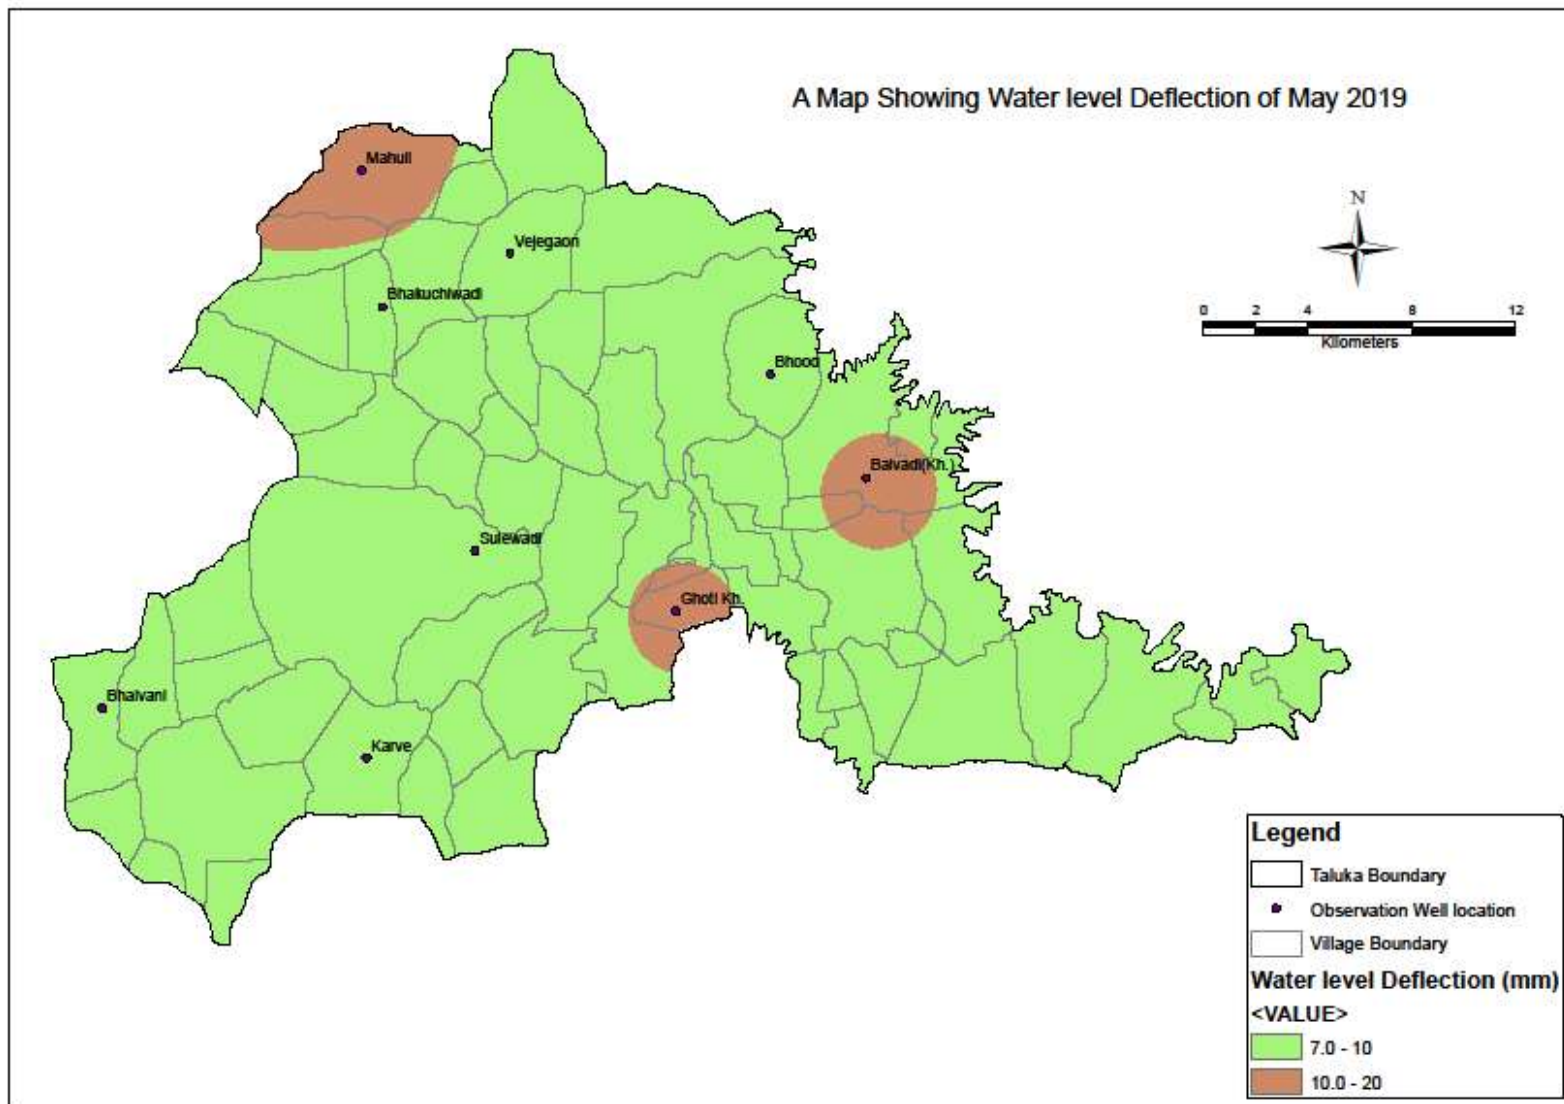 A Map Showing Water level Deflection of May 2019
Mahuli
N
Vejegaon
Bhakuchiwadi
0 2 4 8 12
Kilometers
Bhood
Balvadi(Kh.)
Sulewadi
Ghoti Kh.
Bhalvani
Karve
Legend
Taluka Boundary
Observation Well location
Village Boundary
Water level Deflection (mm)
<VALUE>
7.0 - 10
10.0 - 20